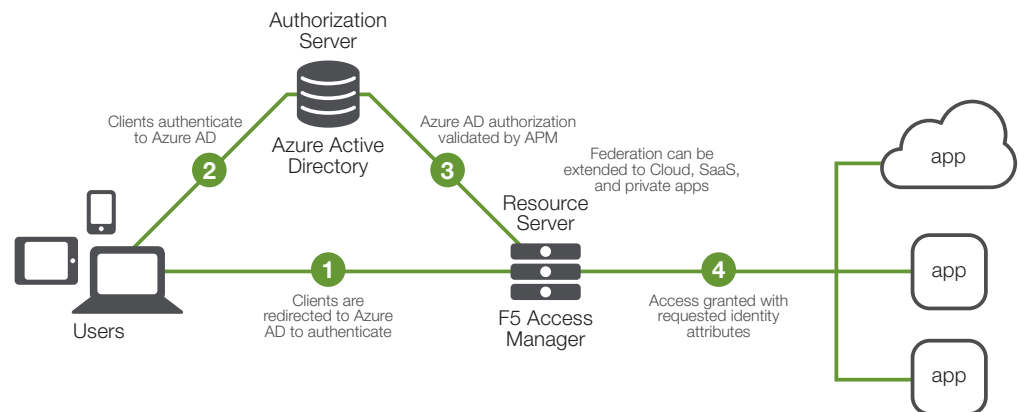 Authorization
Server
Clients authenticate
to Azure AD
2
Azure Active
Directory
Azure AD authorization
validated by APM
3
Federation can be
extended to Cloud, SaaS,
and private apps
Resource
Server
Users
1
Clients are
redirected to Azure
AD to authenticate
F5 Access
Manager
4
Access granted with
requested identity
attributes
app
app
app